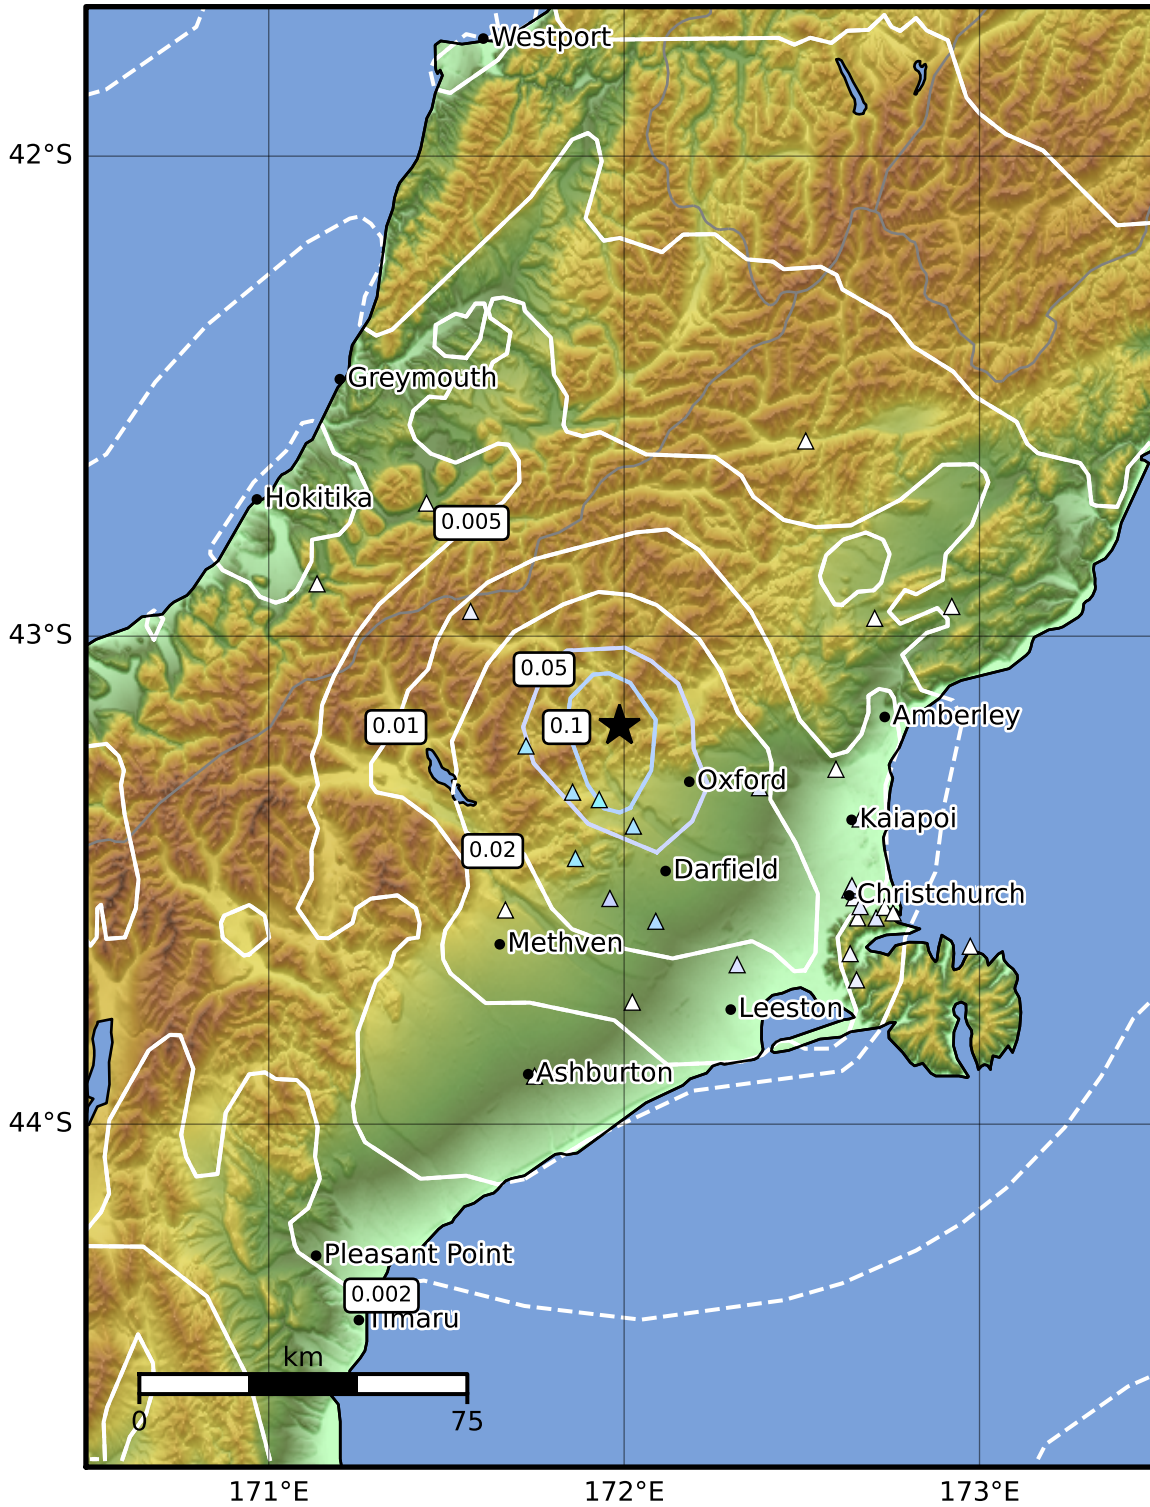 Westport
42°S
Greymouth
Hokitika
0.005
43°S
0.05
0.01
0.1
Amberley
Oxford
Kaiapoi
0.02
Darfield
Christchurch
Methven
Leeston
Ashburton
44°S
Pleasant Point
0.002
Timaru
km
0
75
171°E
172°E
173°E